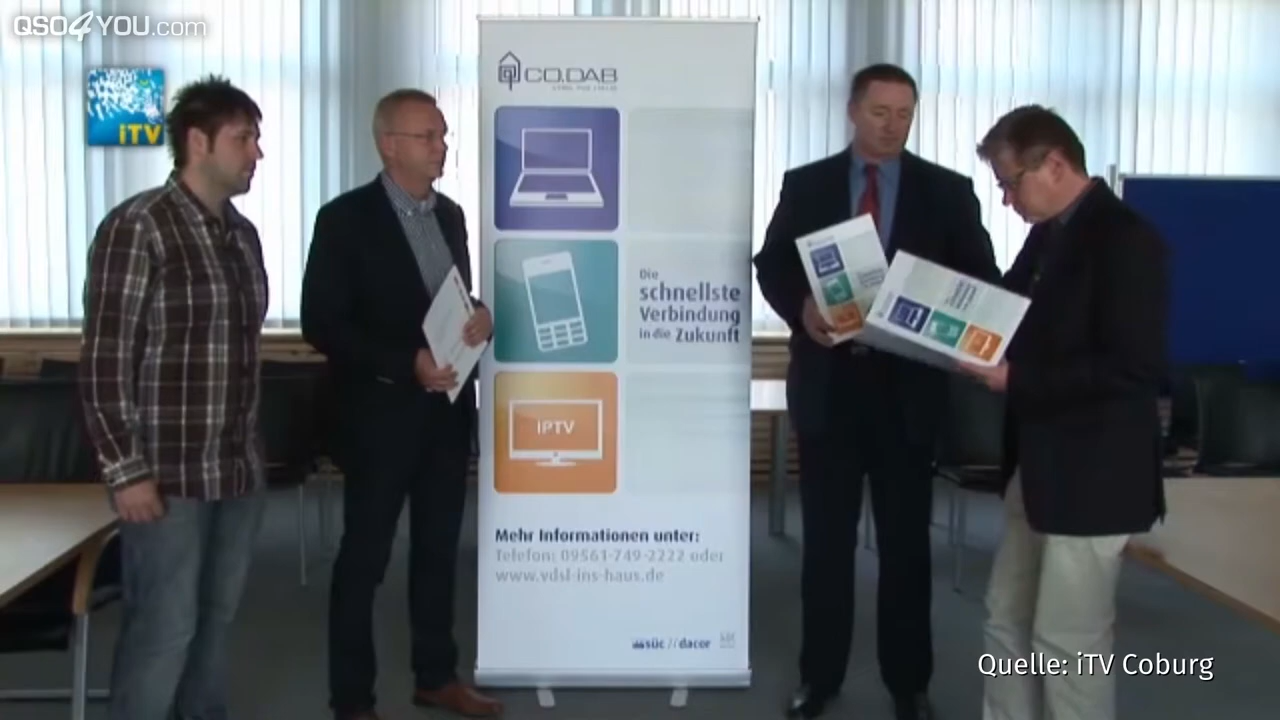 QSO4YOU.com
iTV
CO.DAB
Die
schnellste
Verbindung
in die Zukunft
IPTV
Mehr Informationen unter:
Telefon: 09561-749-2222 oder
www.vdsl-ins-haus.de
süc // dacor
Quelle: iTV Coburg